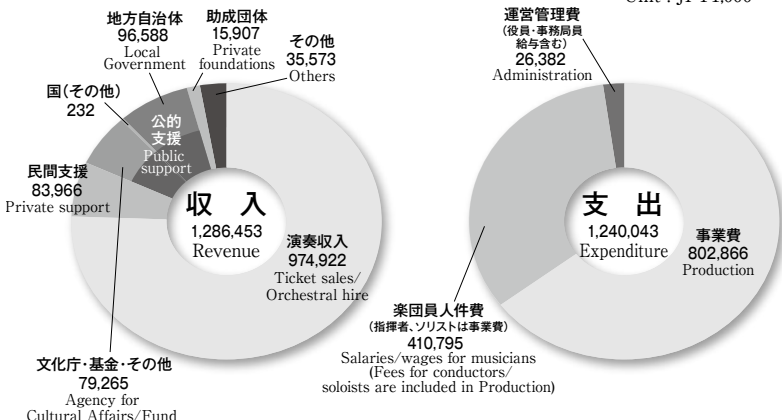 Unit : JPY1,000
地方自治体
96,588
Local
Government
助成団体
15,907
Private
foundations
その他
35,573
Others
国(その他)
232
公的
支援
Public
support
民間支援
83,966
Private support
収 入
1,286,453
Revenue
演奏収入
974,922
Ticket sales/
Orchestral hire
文化庁・基金・その他
79,265
Agency for
Cultural Affairs/Fund
運営管理費
(役員・事務局員
給与含む)
26,382
Administration
支 出
1,240,043
Expenditure
事業費
802,866
Production
楽団員人件費
(指揮者、ソリストは事業費)
410,795
Salaries/wages for musicians
(Fees for conductors/
soloists are included in Production)